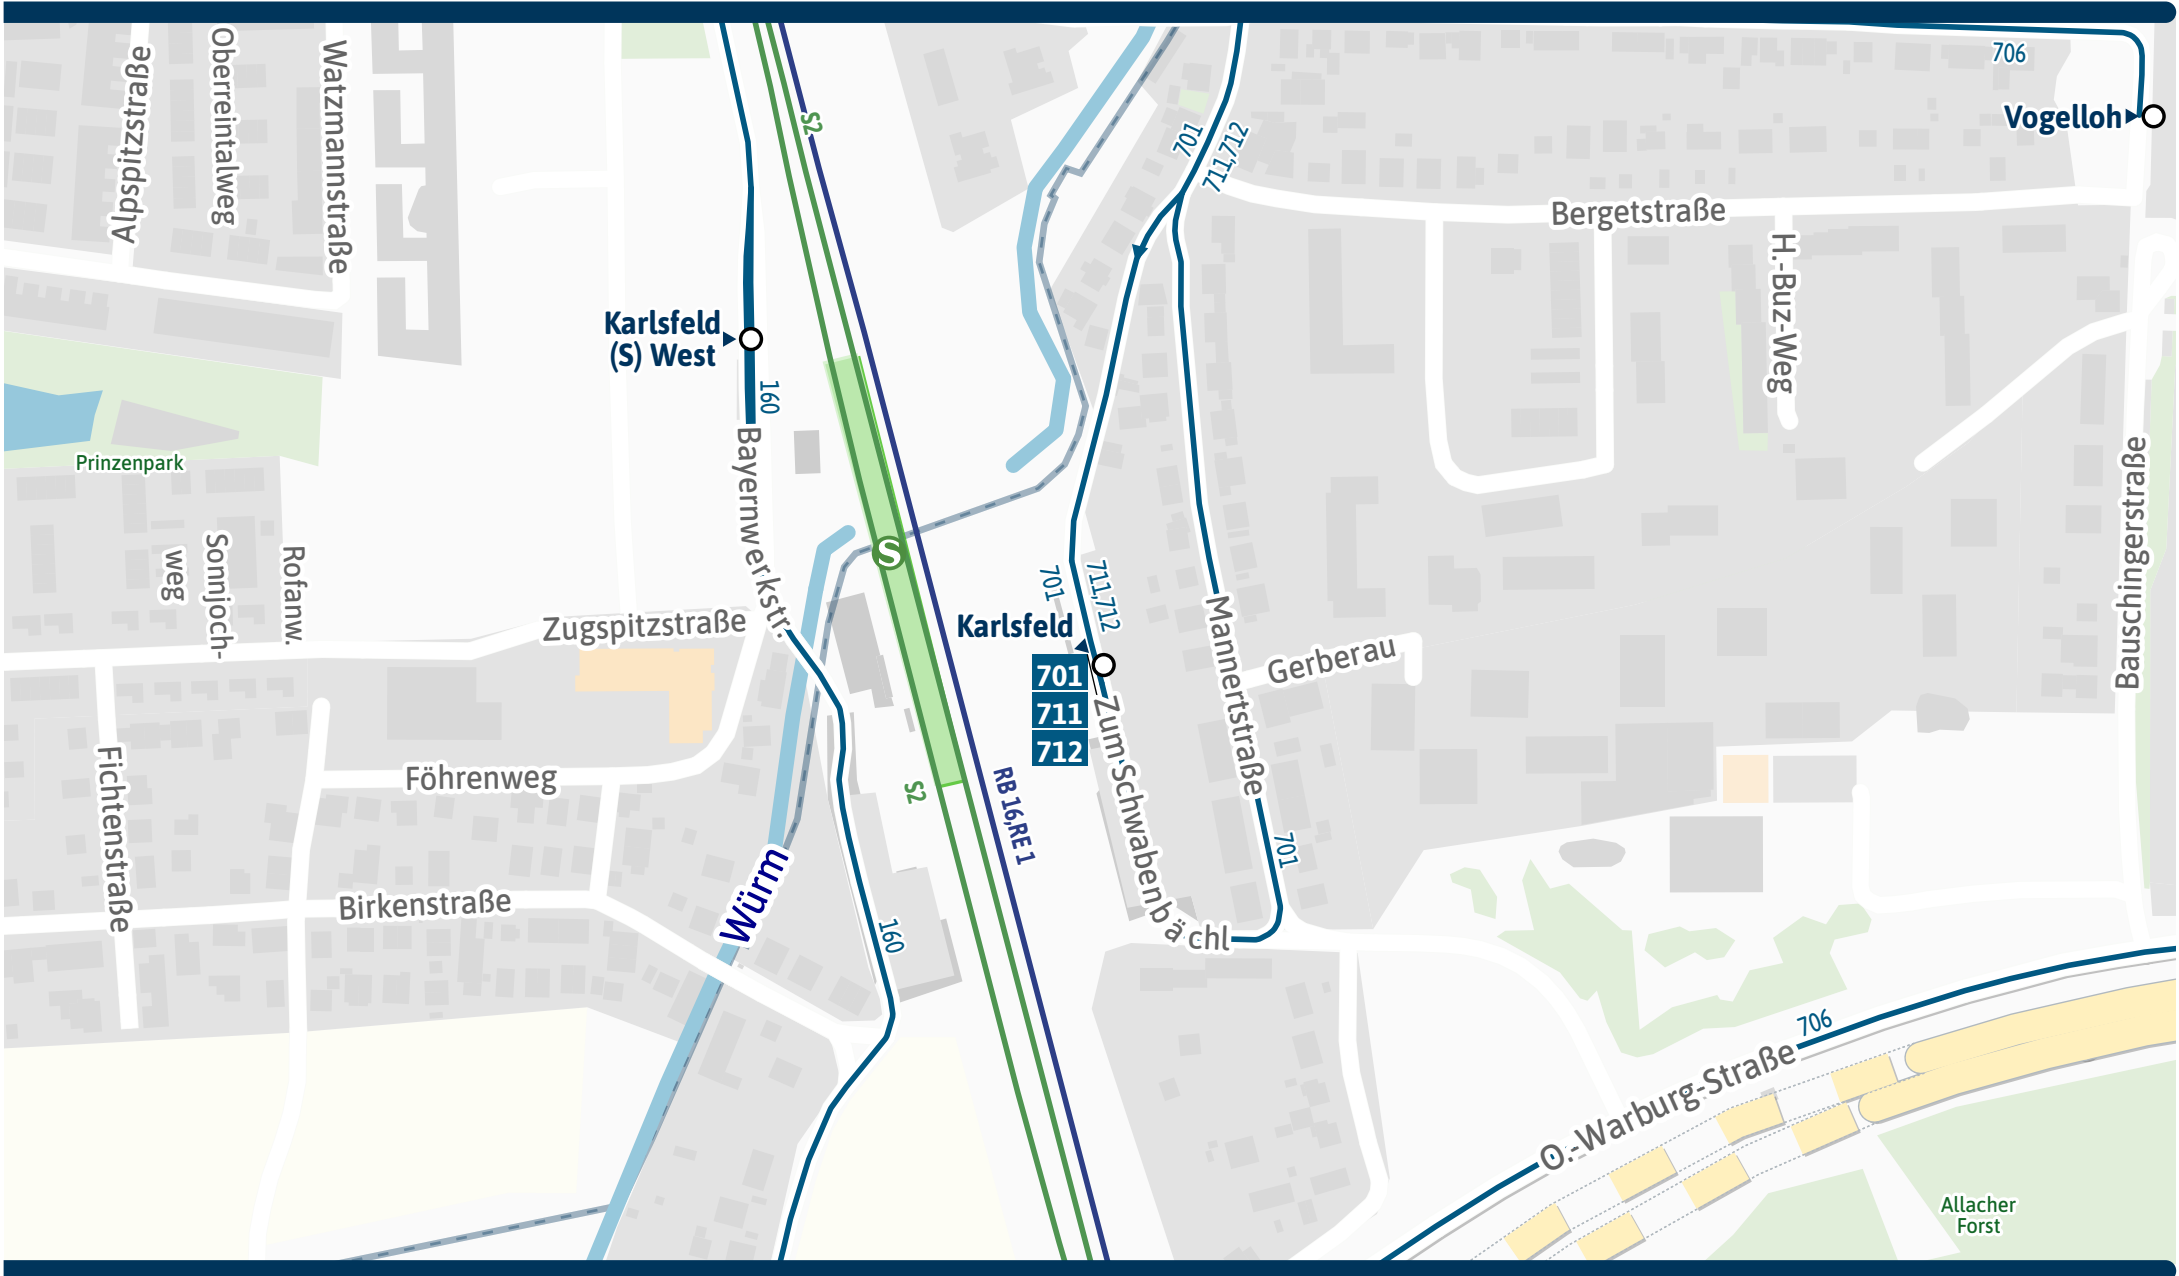 706
Vogelloh
Alpspitzstraße
Oberreintalweg
Watzmannstraße
S2
701
711,712
Bergetstraße
H.-Buz-Weg
Karlsfeld
(S) West
160
Prinzenpark
Bayernwerkstr.
Bauschingerstraße
Sonnjoch-
weg
Rofanw.
S
701
711,712
Karlsfeld
701
711
712
Zugspitzstraße
Mannertstraße
Gerberau
Zum Schwabenbächl
Fichtenstraße
Föhrenweg
S2
RB 16,RE 1
701
Birkenstraße
Würm
160
706
O.-Warburg-Straße
Allacher
Forst